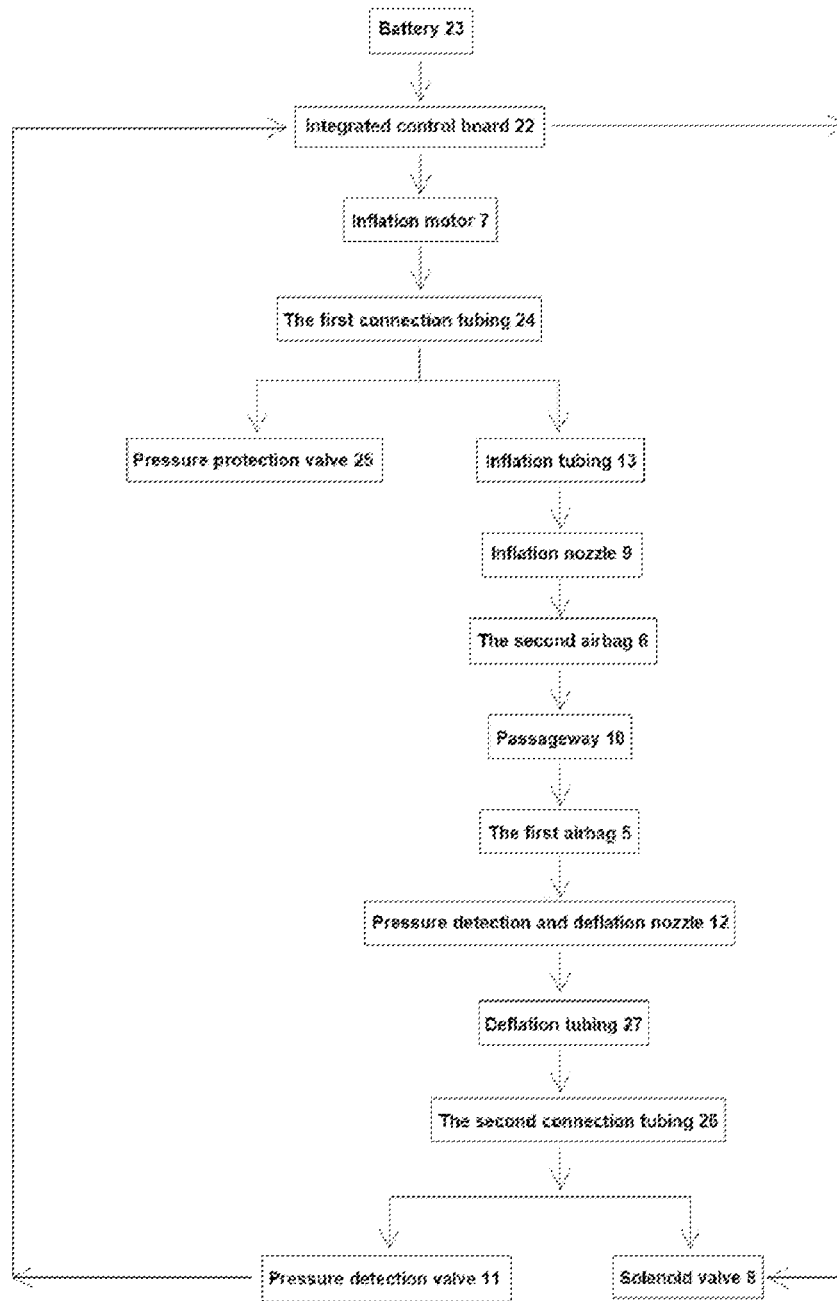 Battery 23
Integrated control board 22
Inflation motor 7
The first connection tubing 24
Pressure protection valve 25
Inflation tubing 13
Inflation nozzle 9
The second airbag 6
Passageway 10
The first airbag 5
Pressure detection and deflation nozzle 12
Deflation tubing 27
The second connection tubing 26
Pressure detection valve 11
Solenoid valve 8